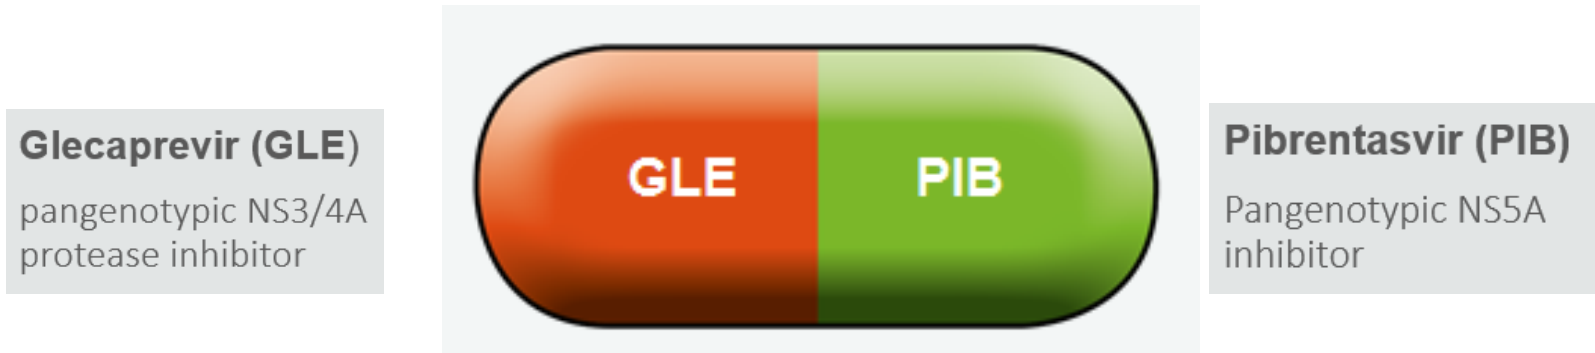 Glecaprevir (GLE)
pangenotypic NS3/4A
protease inhibitor
GLE
PIB
Pibrentasvir (PIB)
Pangenotypic NS5A
inhibitor